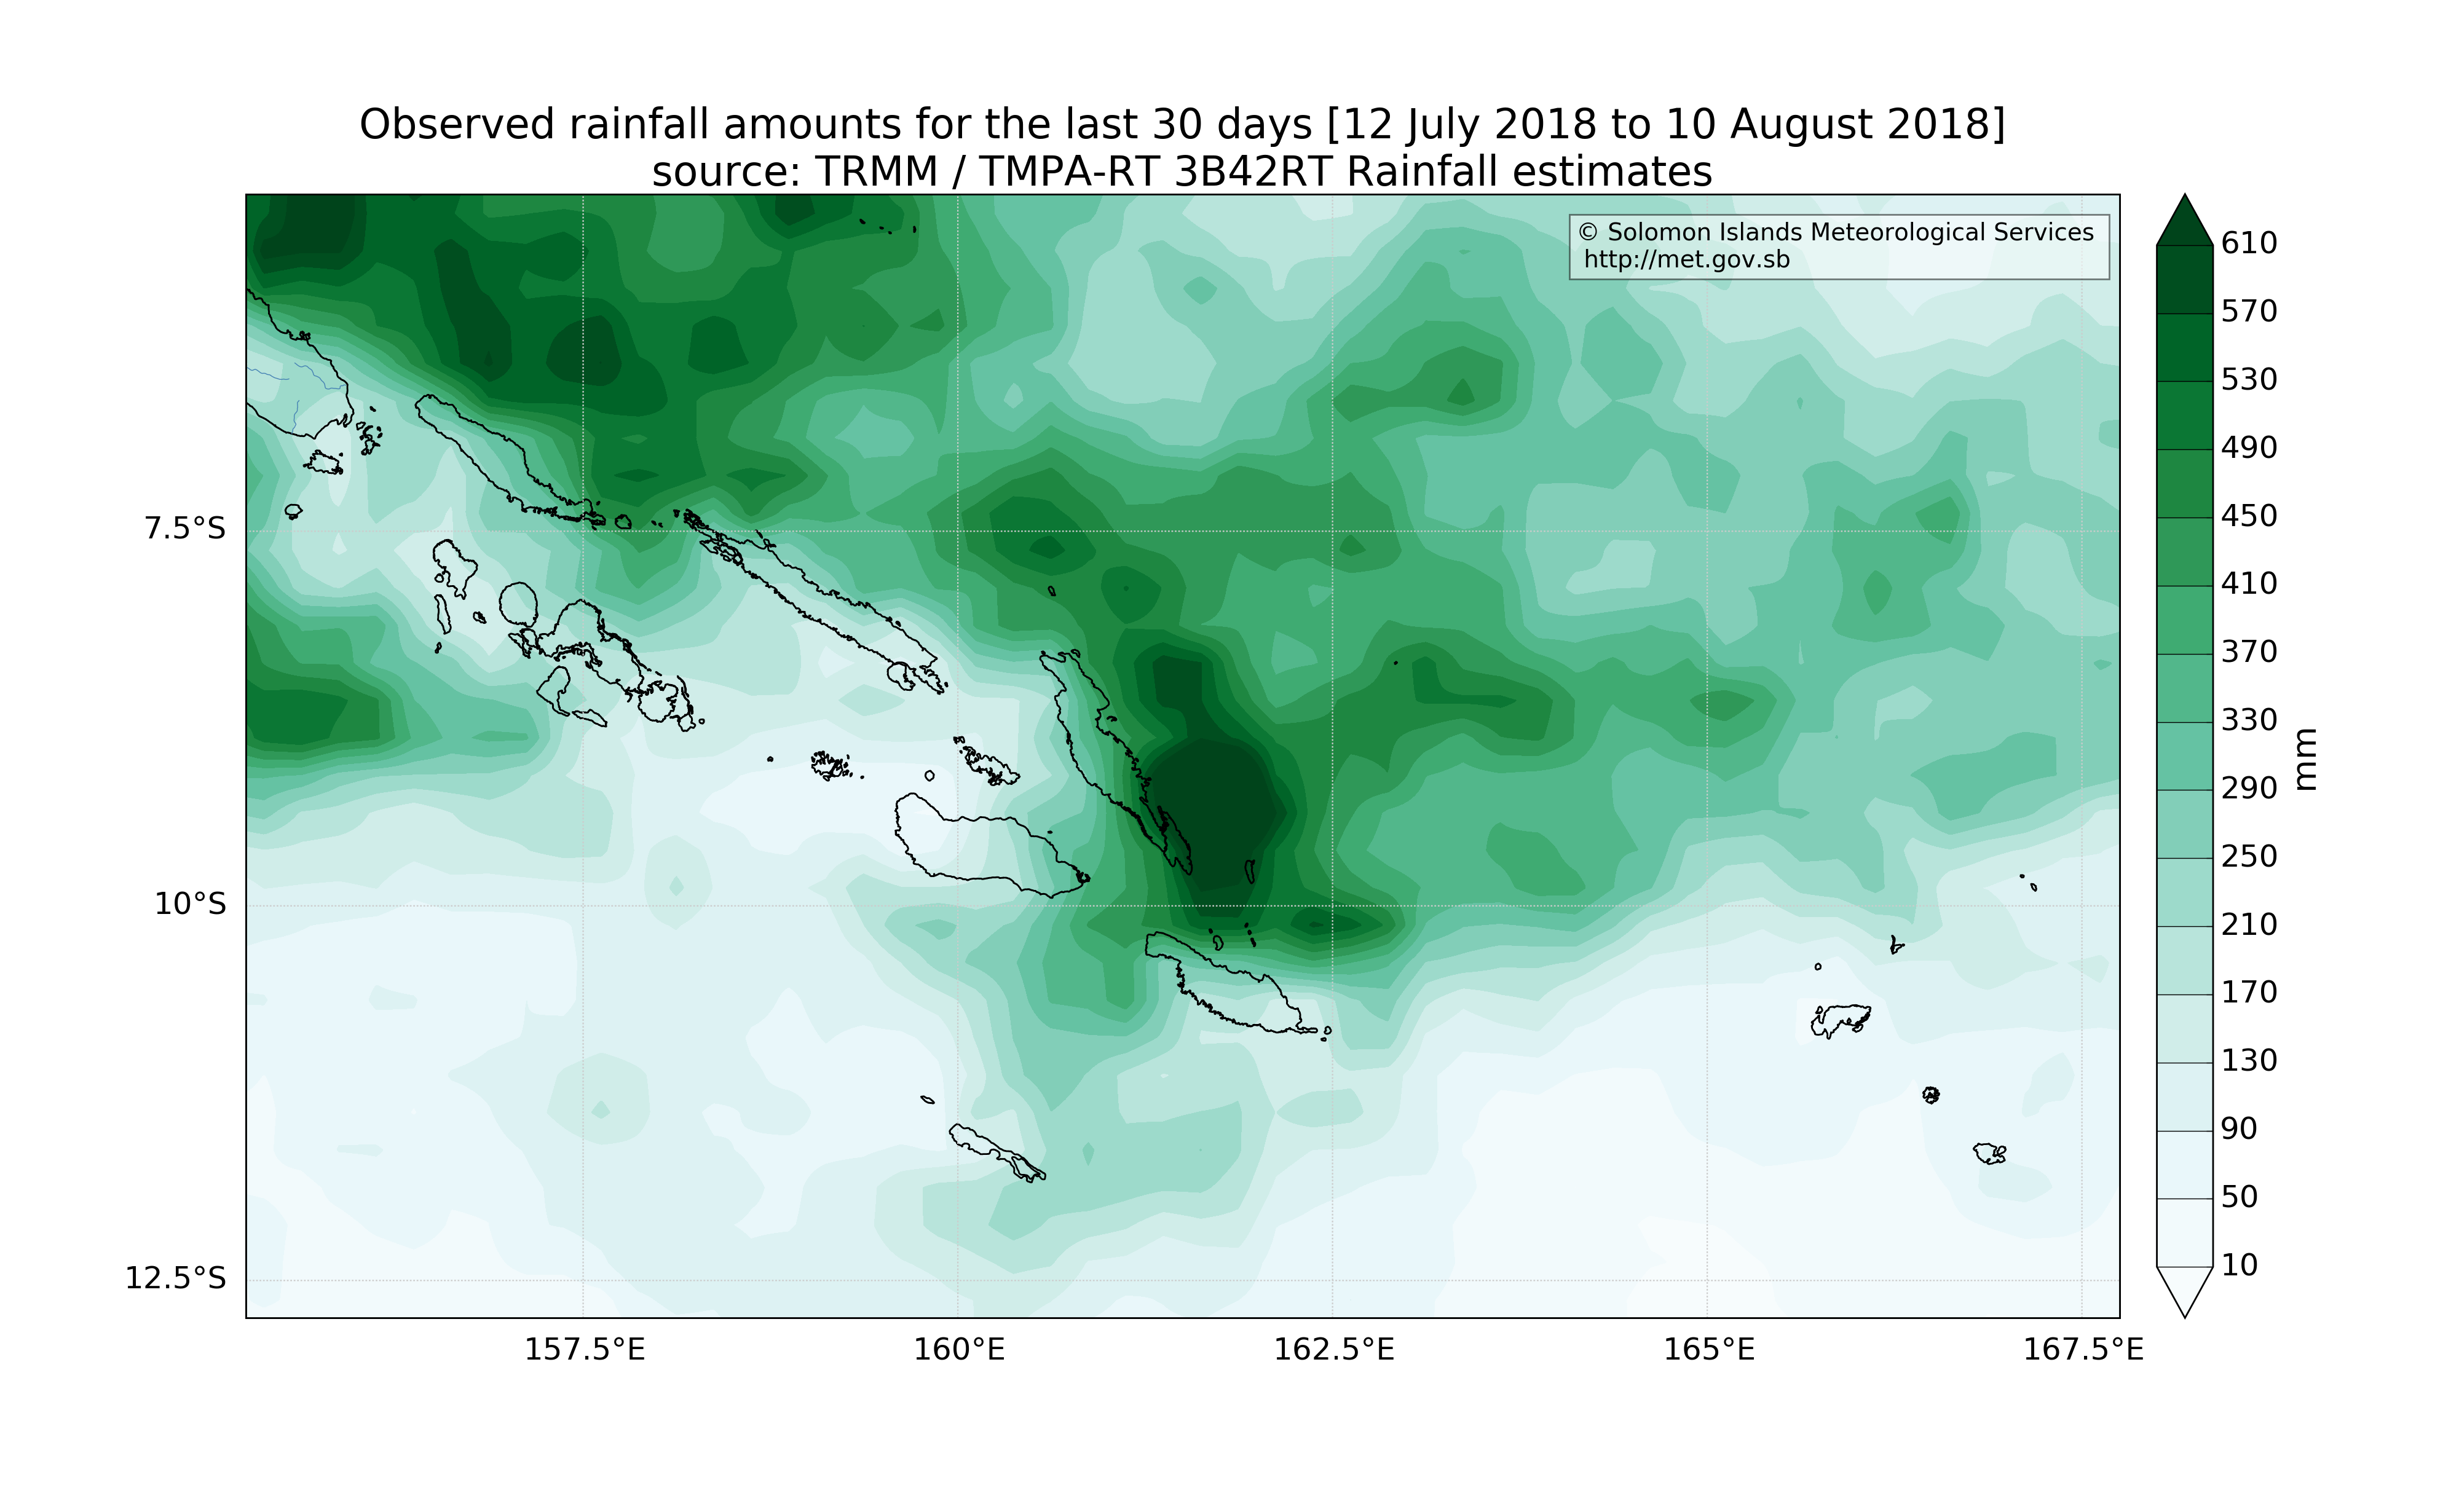 Observed rainfall amounts for the last 30 days [12 July 2018 to 10 August 2018]
source: TRMM / TMPA-RT 3B42RT Rainfall estimates
© Solomon Islands Meteorological Services
http://met.gov.sb
7.5°S
10°S
12.5°S
157.5°E
160°E
162.5°E
165°E
167.5°E
610
570
530
490
450
410
370
330
290
250
210
170
130
90
50
10
mm